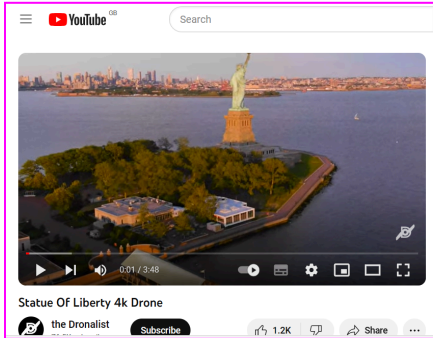 YouTube GB
Search
0:01 / 3:48
Statue Of Liberty 4k Drone
the Dronalist
Subscribe
1.2K
Share